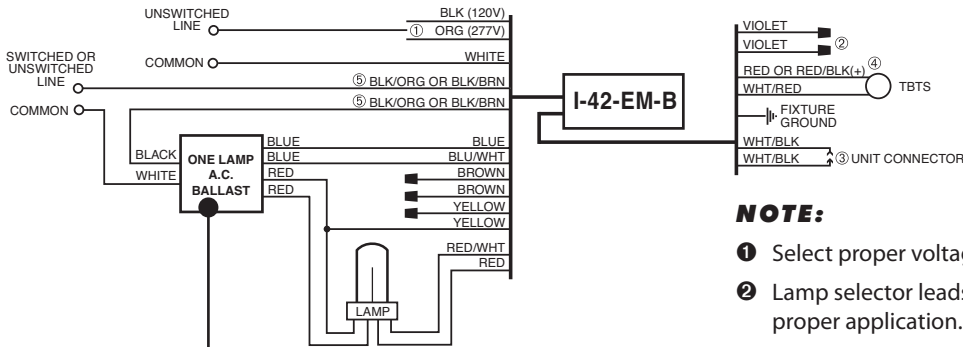 UNSWITCHED
LINE
① BLK (120V)
ORG (277V)
COMMON
WHITE
SWITCHED OR
UNSWITCHED
LINE
⑤ BLK/ORG OR BLK/BRN
COMMON
⑤ BLK/ORG OR BLK/BRN
BLACK
WHITE
ONE LAMP
A.C.
BALLAST
BLUE
BLUE
RED
RED
BLUE
BLU/WHT
BROWN
BROWN
YELLOW
YELLOW
RED/WHT
RED
LAMP
I-42-EM-B
VIOLET
VIOLET ②
RED OR RED/BLK(+) ④
WHT/RED
TBTS
FIXTURE
GROUND
WHT/BLK
WHT/BLK
③ UNIT CONNECTOR
NOTE:
❶ Select proper voltag
❷ Lamp selector leads
proper application.